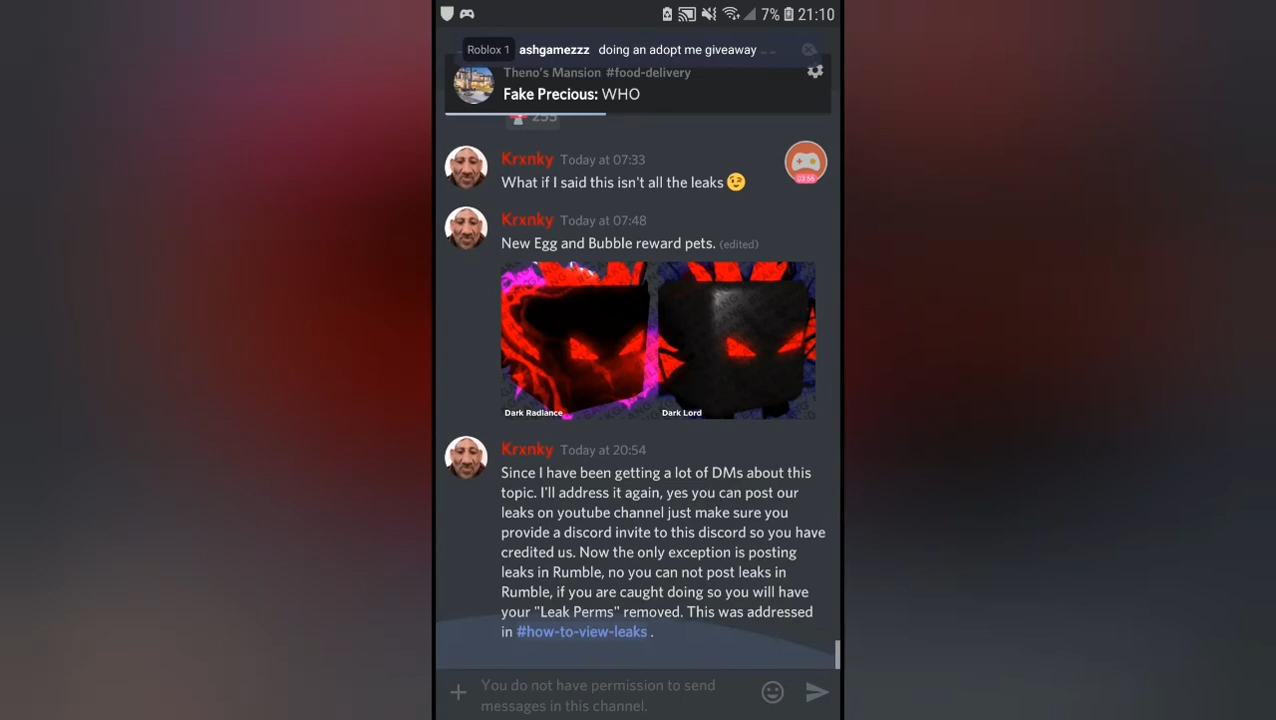 7% 21:10
Roblox 1 ashgamezzz doing an adopt me giveaway
Theno's Mansion #food-delivery
Fake Precious: WHO
255
Krxnky Today at 07:33
What if I said this isn't all the leaks 😉
Krxnky Today at 07:48
New Egg and Bubble reward pets. (edited)
Dark Radiance
Dark Lord
Krxnky Today at 20:54
Since I have been getting a lot of DMs about this
topic. I'll address it again, yes you can post our
leaks on youtube channel just make sure you
provide a discord invite to this discord so you have
credited us. Now the only exception is posting
leaks in Rumble, no you can not post leaks in
Rumble, if you are caught doing so you will have
your "Leak Perms" removed. This was addressed
in #how-to-view-leaks .
You do not have permission to send
messages in this channel.